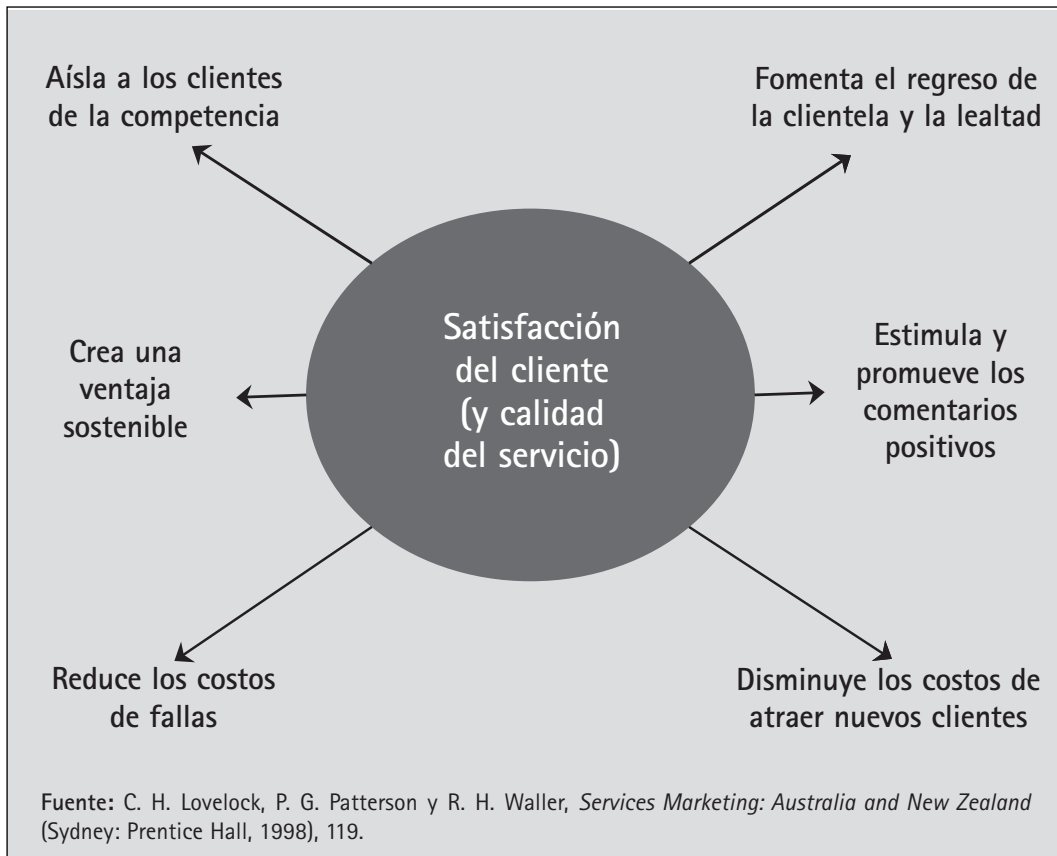 Aísla a los clientes
de la competencia
Fomenta el regreso de
la clientela y la lealtad
Satisfacción
del cliente
(y calidad
del servicio)
Crea una
ventaja
sostenible
Estimula y
promueve los
comentarios
positivos
Reduce los costos
de fallas
Disminuye los costos de
atraer nuevos clientes
Fuente: C. H. Lovelock, P. G. Patterson y R. H. Waller, Services Marketing: Australia and New Zealand
(Sydney: Prentice Hall, 1998), 119.